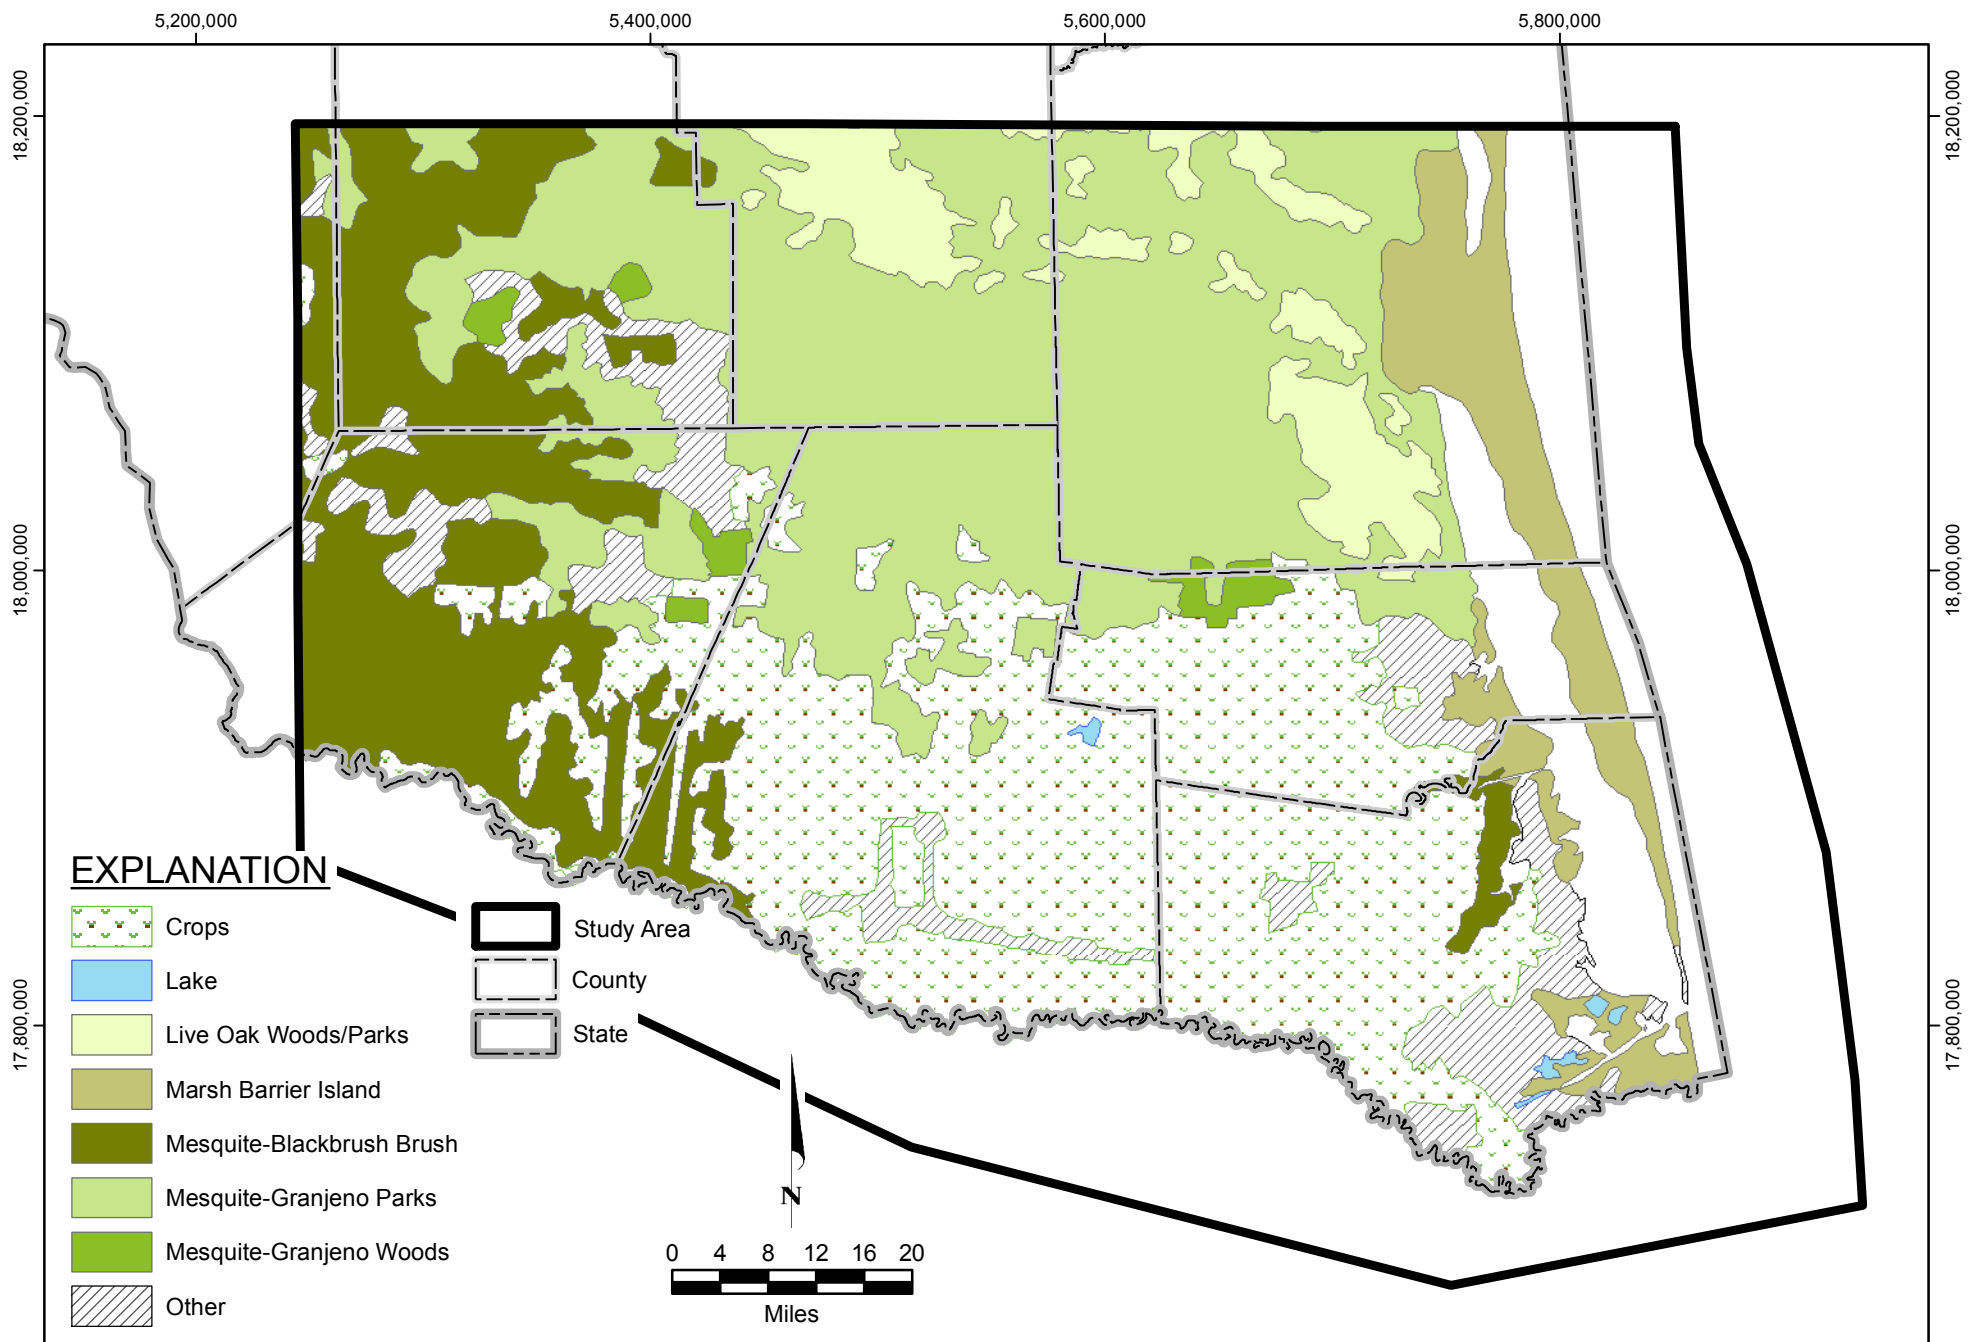 5,200,000
5,400,000
5,600,000
5,800,000
18,200,000
18,200,000
18,000,000
18,000,000
17,800,000
17,800,000
EXPLANATION
Crops
Lake
Live Oak Woods/Parks
Marsh Barrier Island
Mesquite-Blackbrush Brush
Mesquite-Granjeno Parks
Mesquite-Granjeno Woods
Other
Study Area
County
State
N
0 4 8 12 16 20
Miles